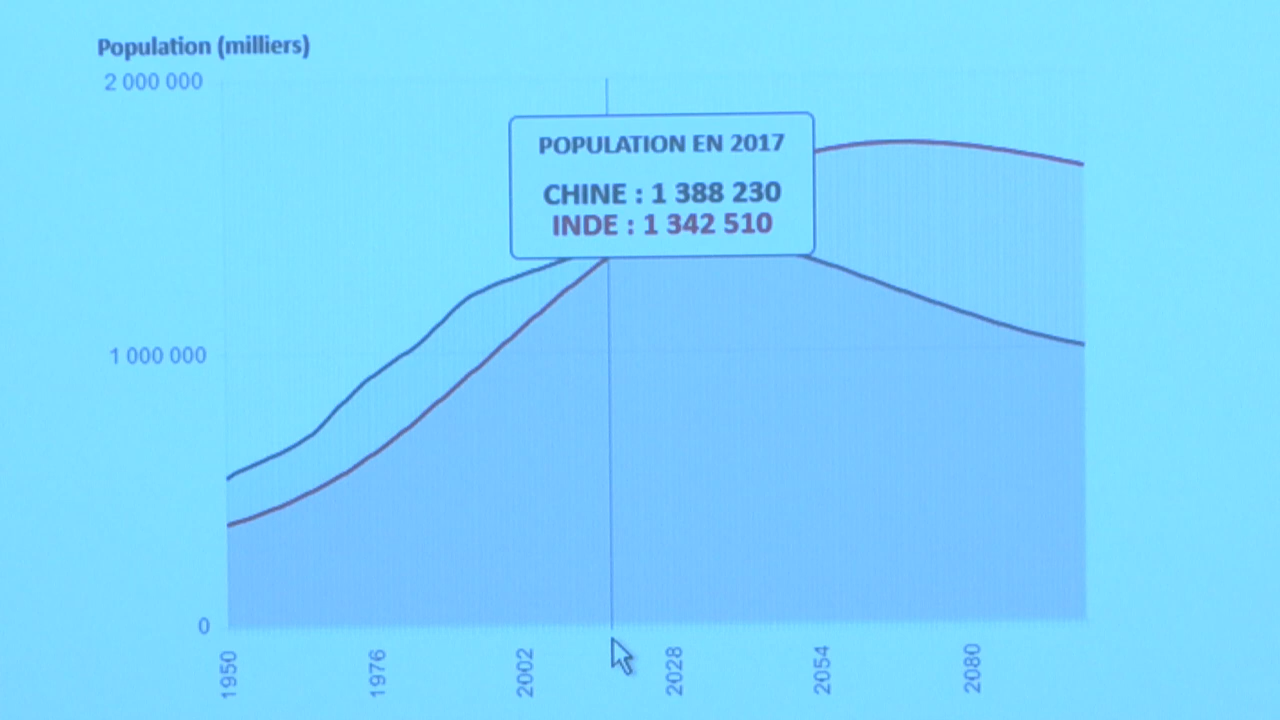 Population (milliers)
2 000 000
POPULATION EN 2017
CHINE : 1 388 230
INDE : 1 342 510
1 000 000
0
1950
1976
2002
2028
2054
2080